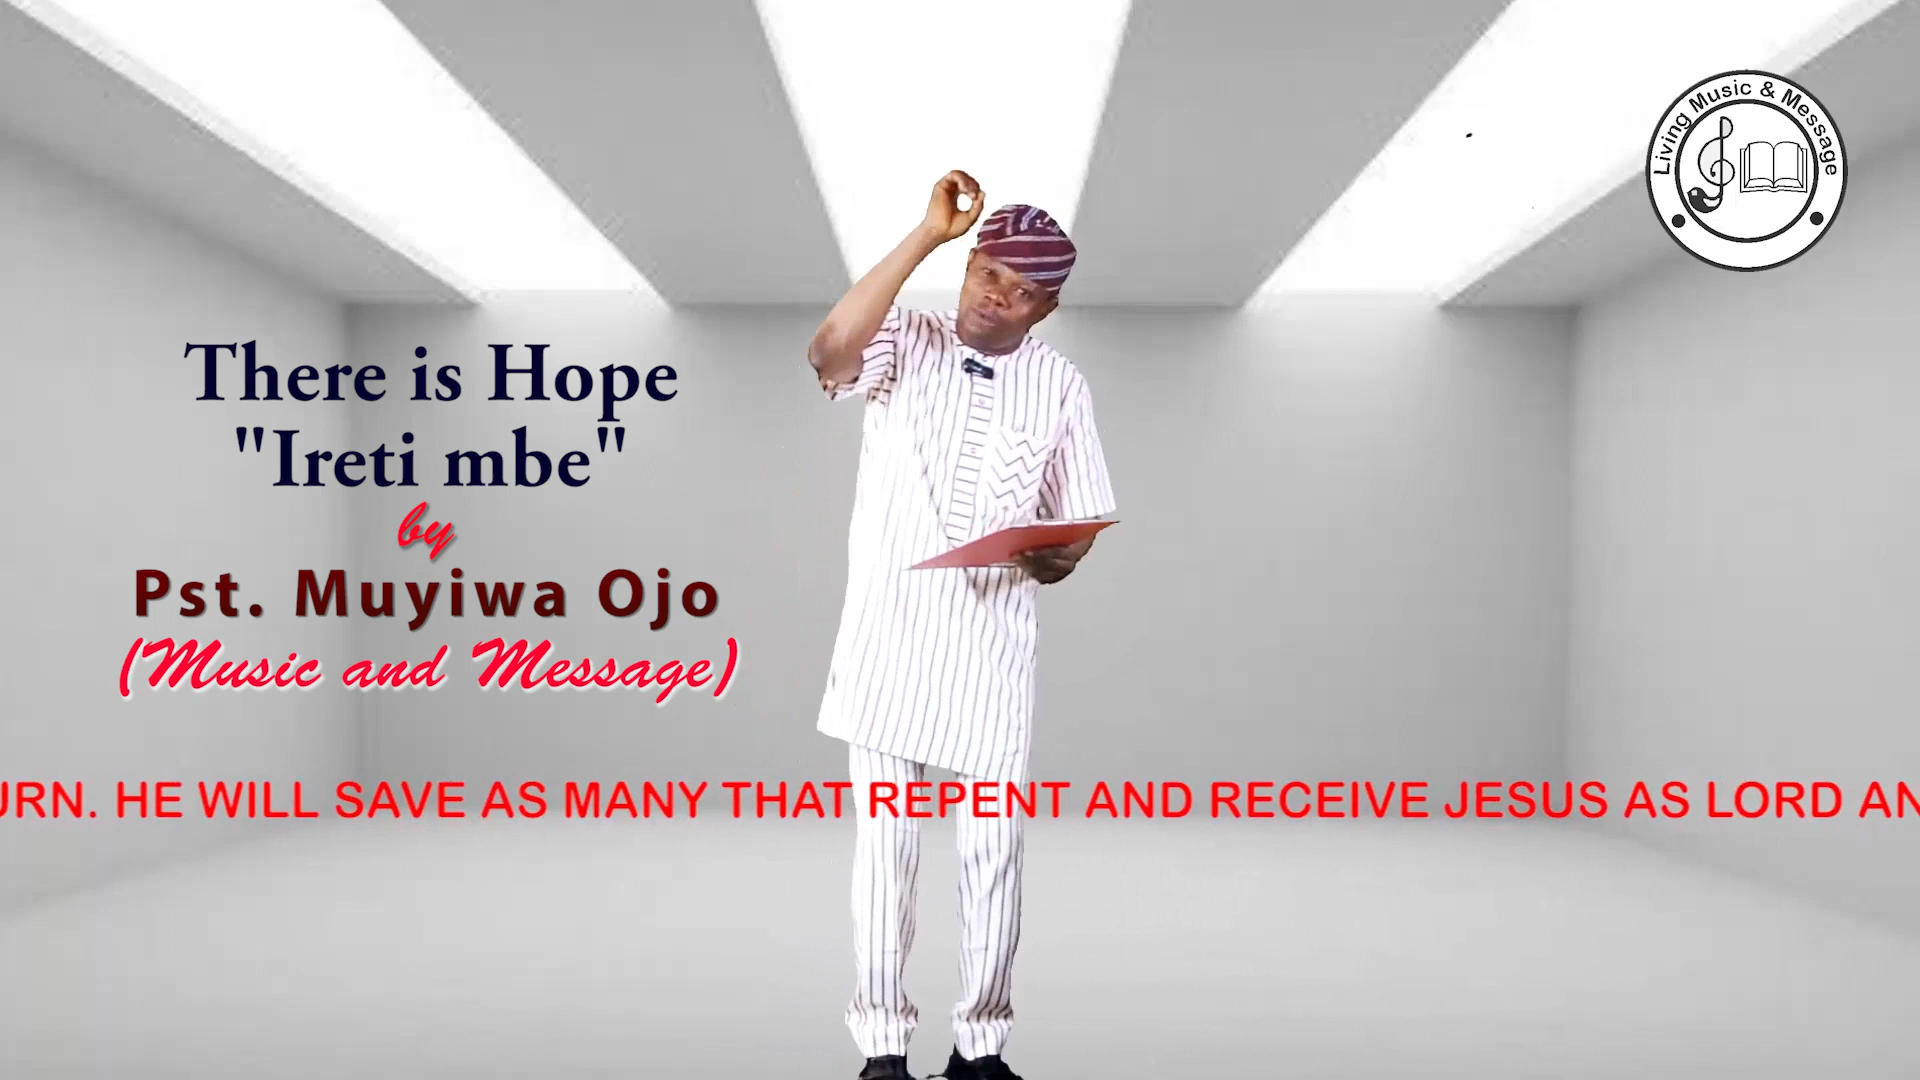 Living Music & Message
There is Hope
"Ireti mbe"
by
Pst. Muyiwa Ojo
(Music and Message)
URN. HE WILL SAVE AS MANY THAT REPENT AND RECEIVE JESUS AS LORD AN